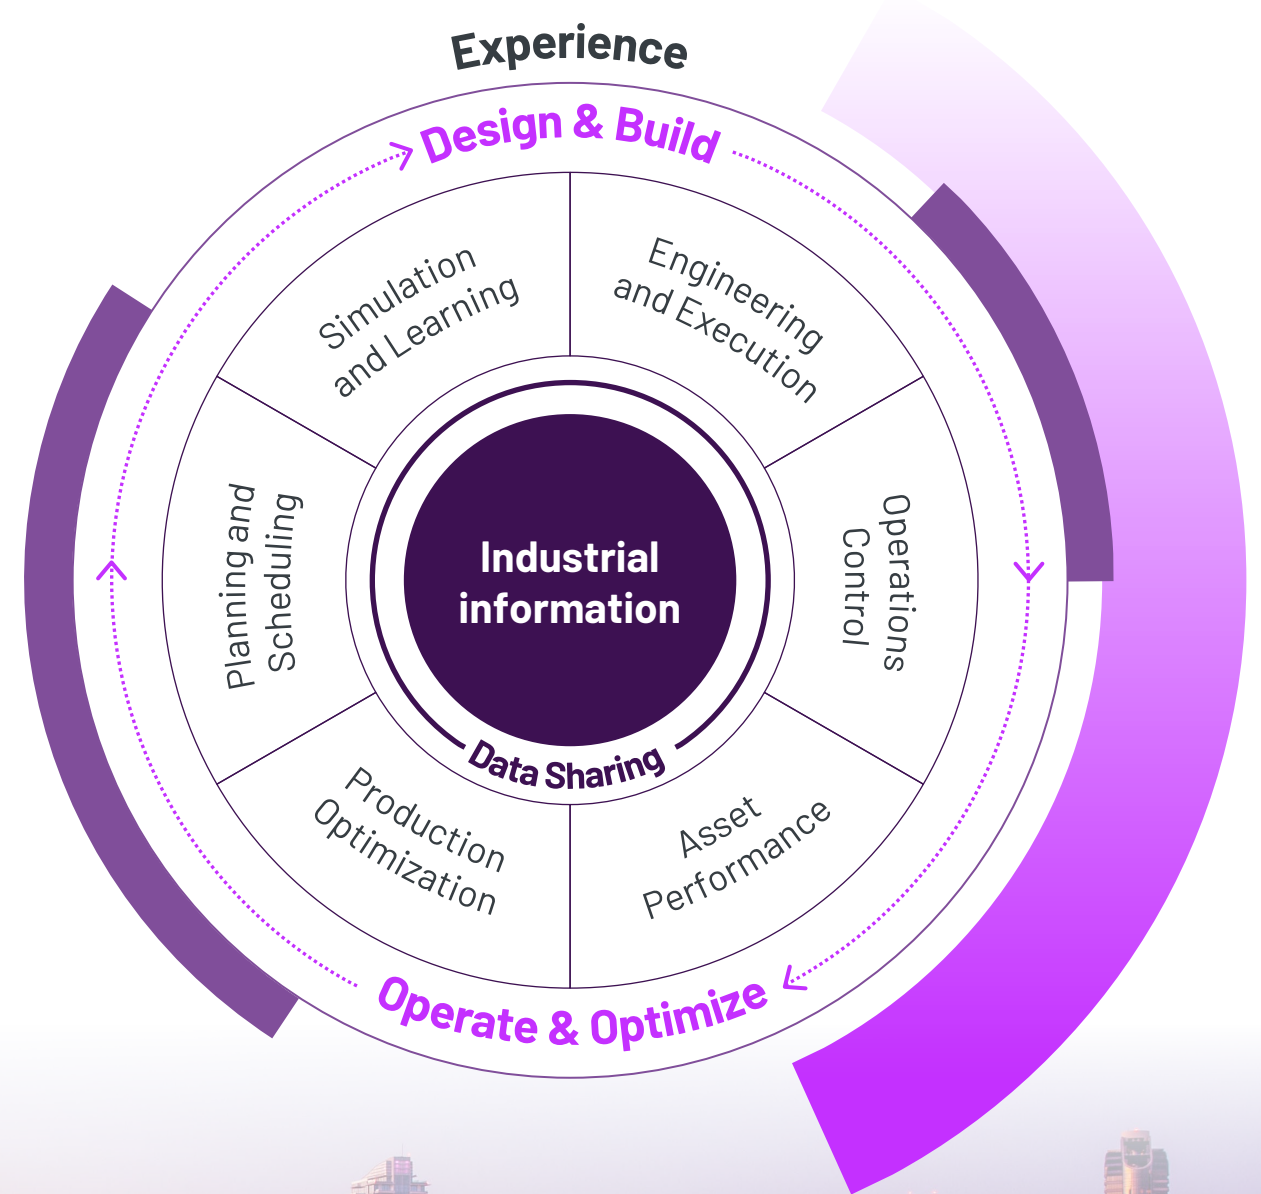 Experience
Design & Build
Simulation
and Learning
Engineering
and Execution
Planning and
Scheduling
Operations
Control
Industrial
information
Data Sharing
Production
Optimization
Asset
Performance
Operate & Optimize